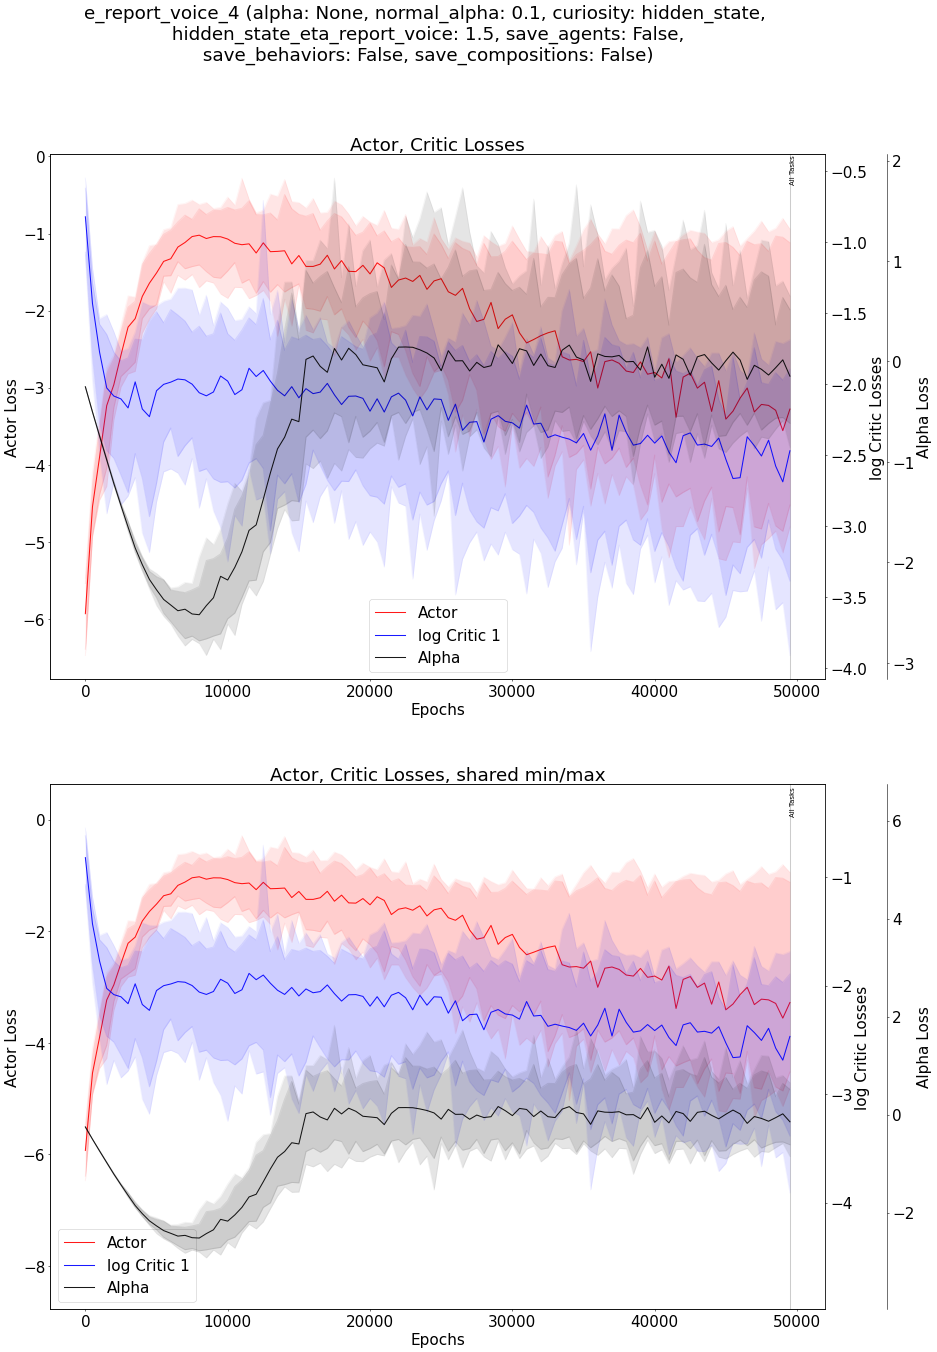 e_report_voice_4 (alpha: None, normal_alpha: 0.1, curiosity: hidden_state,
hidden_state_eta_report_voice: 1.5, save_agents: False,
save_behaviors: False, save_compositions: False)
Actor, Critic Losses
0
−1
−2
−3
−4
−5
−6
Actor Loss
0
10000
20000
30000
40000
50000
Epochs
−0.5
−1.0
−1.5
−2.0
−2.5
−3.0
−3.5
−4.0
log Critic Losses
2
1
0
−1
−2
−3
Alpha Loss
All Tasks
Actor
log Critic 1
Alpha
Actor, Critic Losses, shared min/max
0
−2
−4
−6
−8
Actor Loss
0
10000
20000
30000
40000
50000
Epochs
−1
−2
−3
−4
log Critic Losses
6
4
2
0
−2
Alpha Loss
All Tasks
Actor
log Critic 1
Alpha